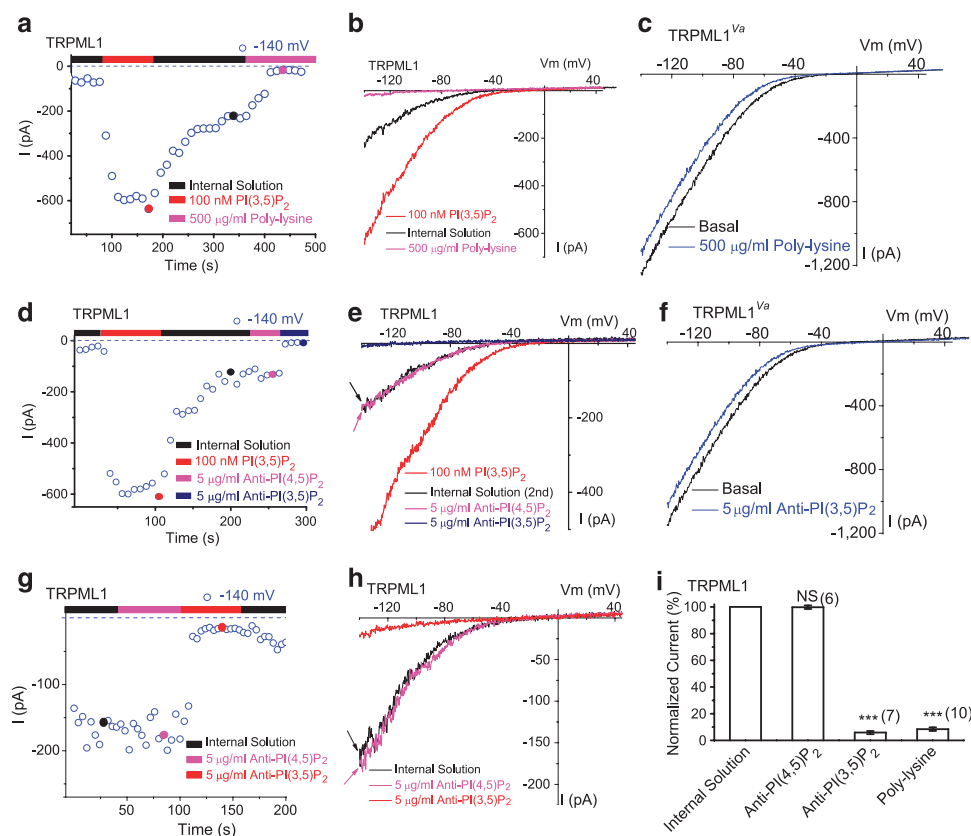 a
TRPML1
-140 mV
0
-200
-400
-600
I (pA)
Internal Solution
100 nM PI(3,5)P2
500 µg/ml Poly-lysine
100 200 300 400 500
Time (s)
b
TRPML1
Vm (mV)
-120 -80 -40 40
-200
-400
-600
I (pA)
100 nM PI(3,5)P2
Internal Solution
500 µg/ml Poly-lysine
c
TRPML1Va
Vm (mV)
-120 -80 -40 0 40
-400
-800
-1,200
I (pA)
Basal
500 µg/ml Poly-lysine
d
TRPML1
-140 mV
0
-200
-400
-600
I (pA)
Internal Solution
100 nM PI(3,5)P2
5 µg/ml Anti-PI(4,5)P2
5 µg/ml Anti-PI(3,5)P2
0 100 200 300
Time (s)
e
TRPML1
Vm (mV)
-120 -80 -40 0 40
-200
-400
I (pA)
100 nM PI(3,5)P2
Internal Solution (2nd)
5 µg/ml Anti-PI(4,5)P2
5 µg/ml Anti-PI(3,5)P2
f
TRPML1Va
Vm (mV)
-120 -80 -40 0 40
-400
-800
-1,200
I (pA)
Basal
5 µg/ml Anti-PI(3,5)P2
g
TRPML1
-140 mV
-100
-200
I (pA)
Internal Solution
5 µg/ml Anti-PI(4,5)P2
5 µg/ml Anti-PI(3,5)P2
50 100 150 200
Time (s)
h
TRPML1
Vm (mV)
-120 -80 -40 0 40
-50
-100
-150
-200
I (pA)
Internal Solution
5 µg/ml Anti-PI(4,5)P2
5 µg/ml Anti-PI(3,5)P2
i
TRPML1
Normalized Current (%)
100
80
60
40
20
0
NS (6)
*** (7)
*** (10)
Internal Solution
Anti-PI(4,5)P2
Anti-PI(3,5)P2
Poly-lysine